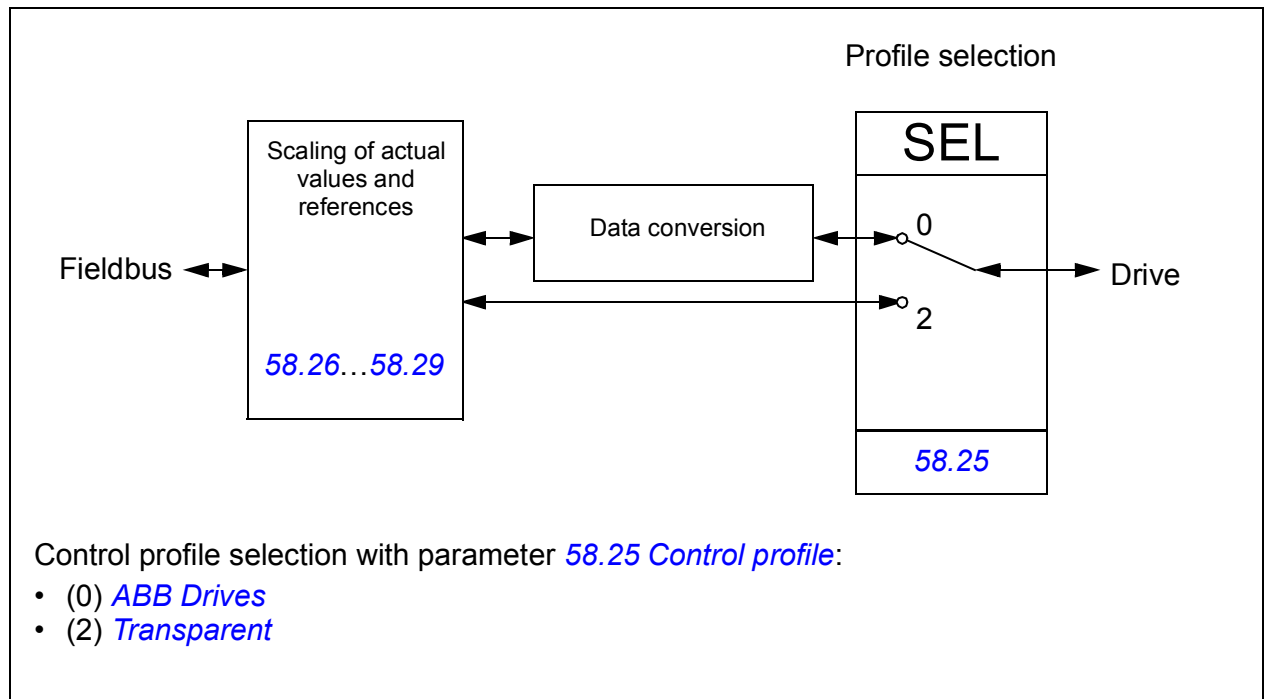 Profile selection
SEL
Scaling of actual
values and
references
Data conversion
0
Fieldbus
Drive
2
58.26…58.29
58.25
Control profile selection with parameter 58.25 Control profile:
• (0) ABB Drives
• (2) Transparent